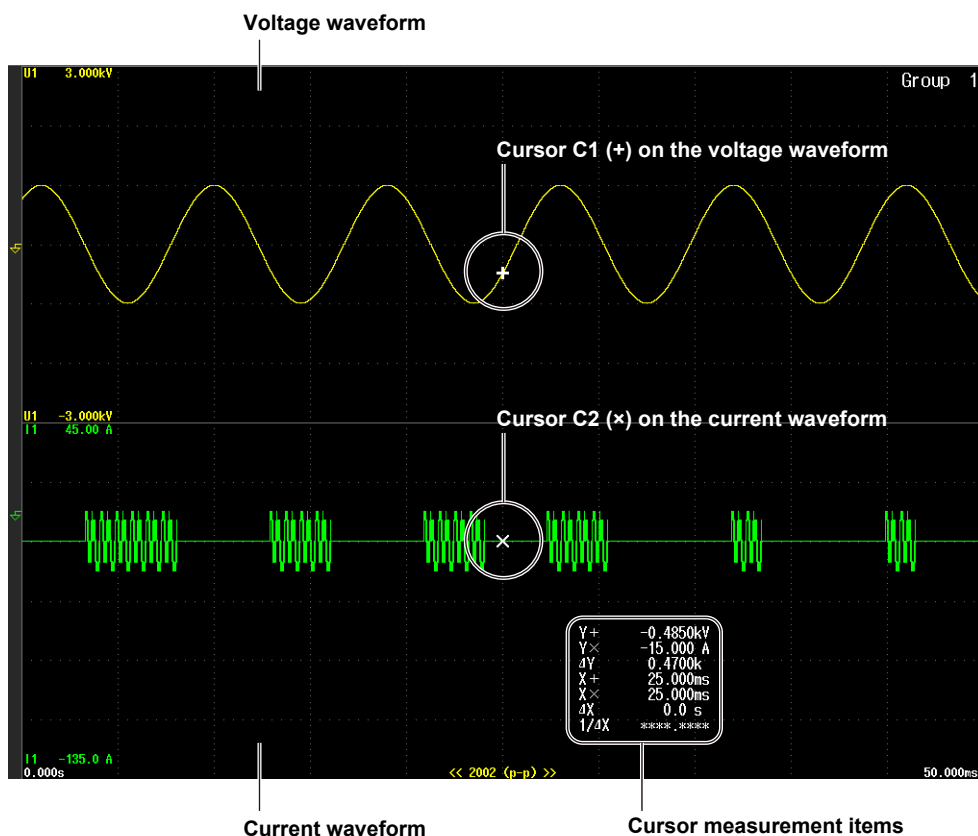 Voltage waveform
U1 3.000kV
Group 1
Cursor C1 (+) on the voltage waveform
U1 -3.000kV
I1 45.00 A
Cursor C2 (×) on the current waveform
Y+ -0.4850kV
Y× -15.000 A
ΔY 0.4700k
X+ 25.000ms
X× 25.000ms
ΔX 0.0 s
1/ΔX ****.****
I1 -135.0 A
0.000s << 2002 (p-p) >> 50.000ms
Current waveform Cursor measurement items